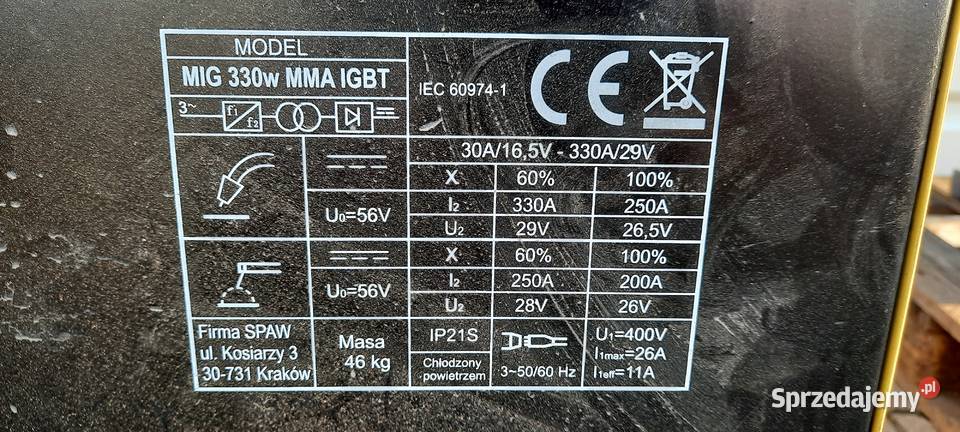 MODEL
MIG 330w MMA IGBT
IEC 60974-1
CE
3~
f1
f2
30A/16,5V - 330A/29V
X 60% 100%
U0=56V
I2 330A 250A
U2 29V 26,5V
X 60% 100%
U0=56V
I2 250A 200A
U2 28V 26V
Firma SPAW
ul. Kosiarzy 3
30-731 Kraków
Masa
46 kg
IP21S
Chłodzony
powietrzem
3~50/60 Hz
U1=400V
I1max=26A
I1eff=11A
Sprzedajemy.pl